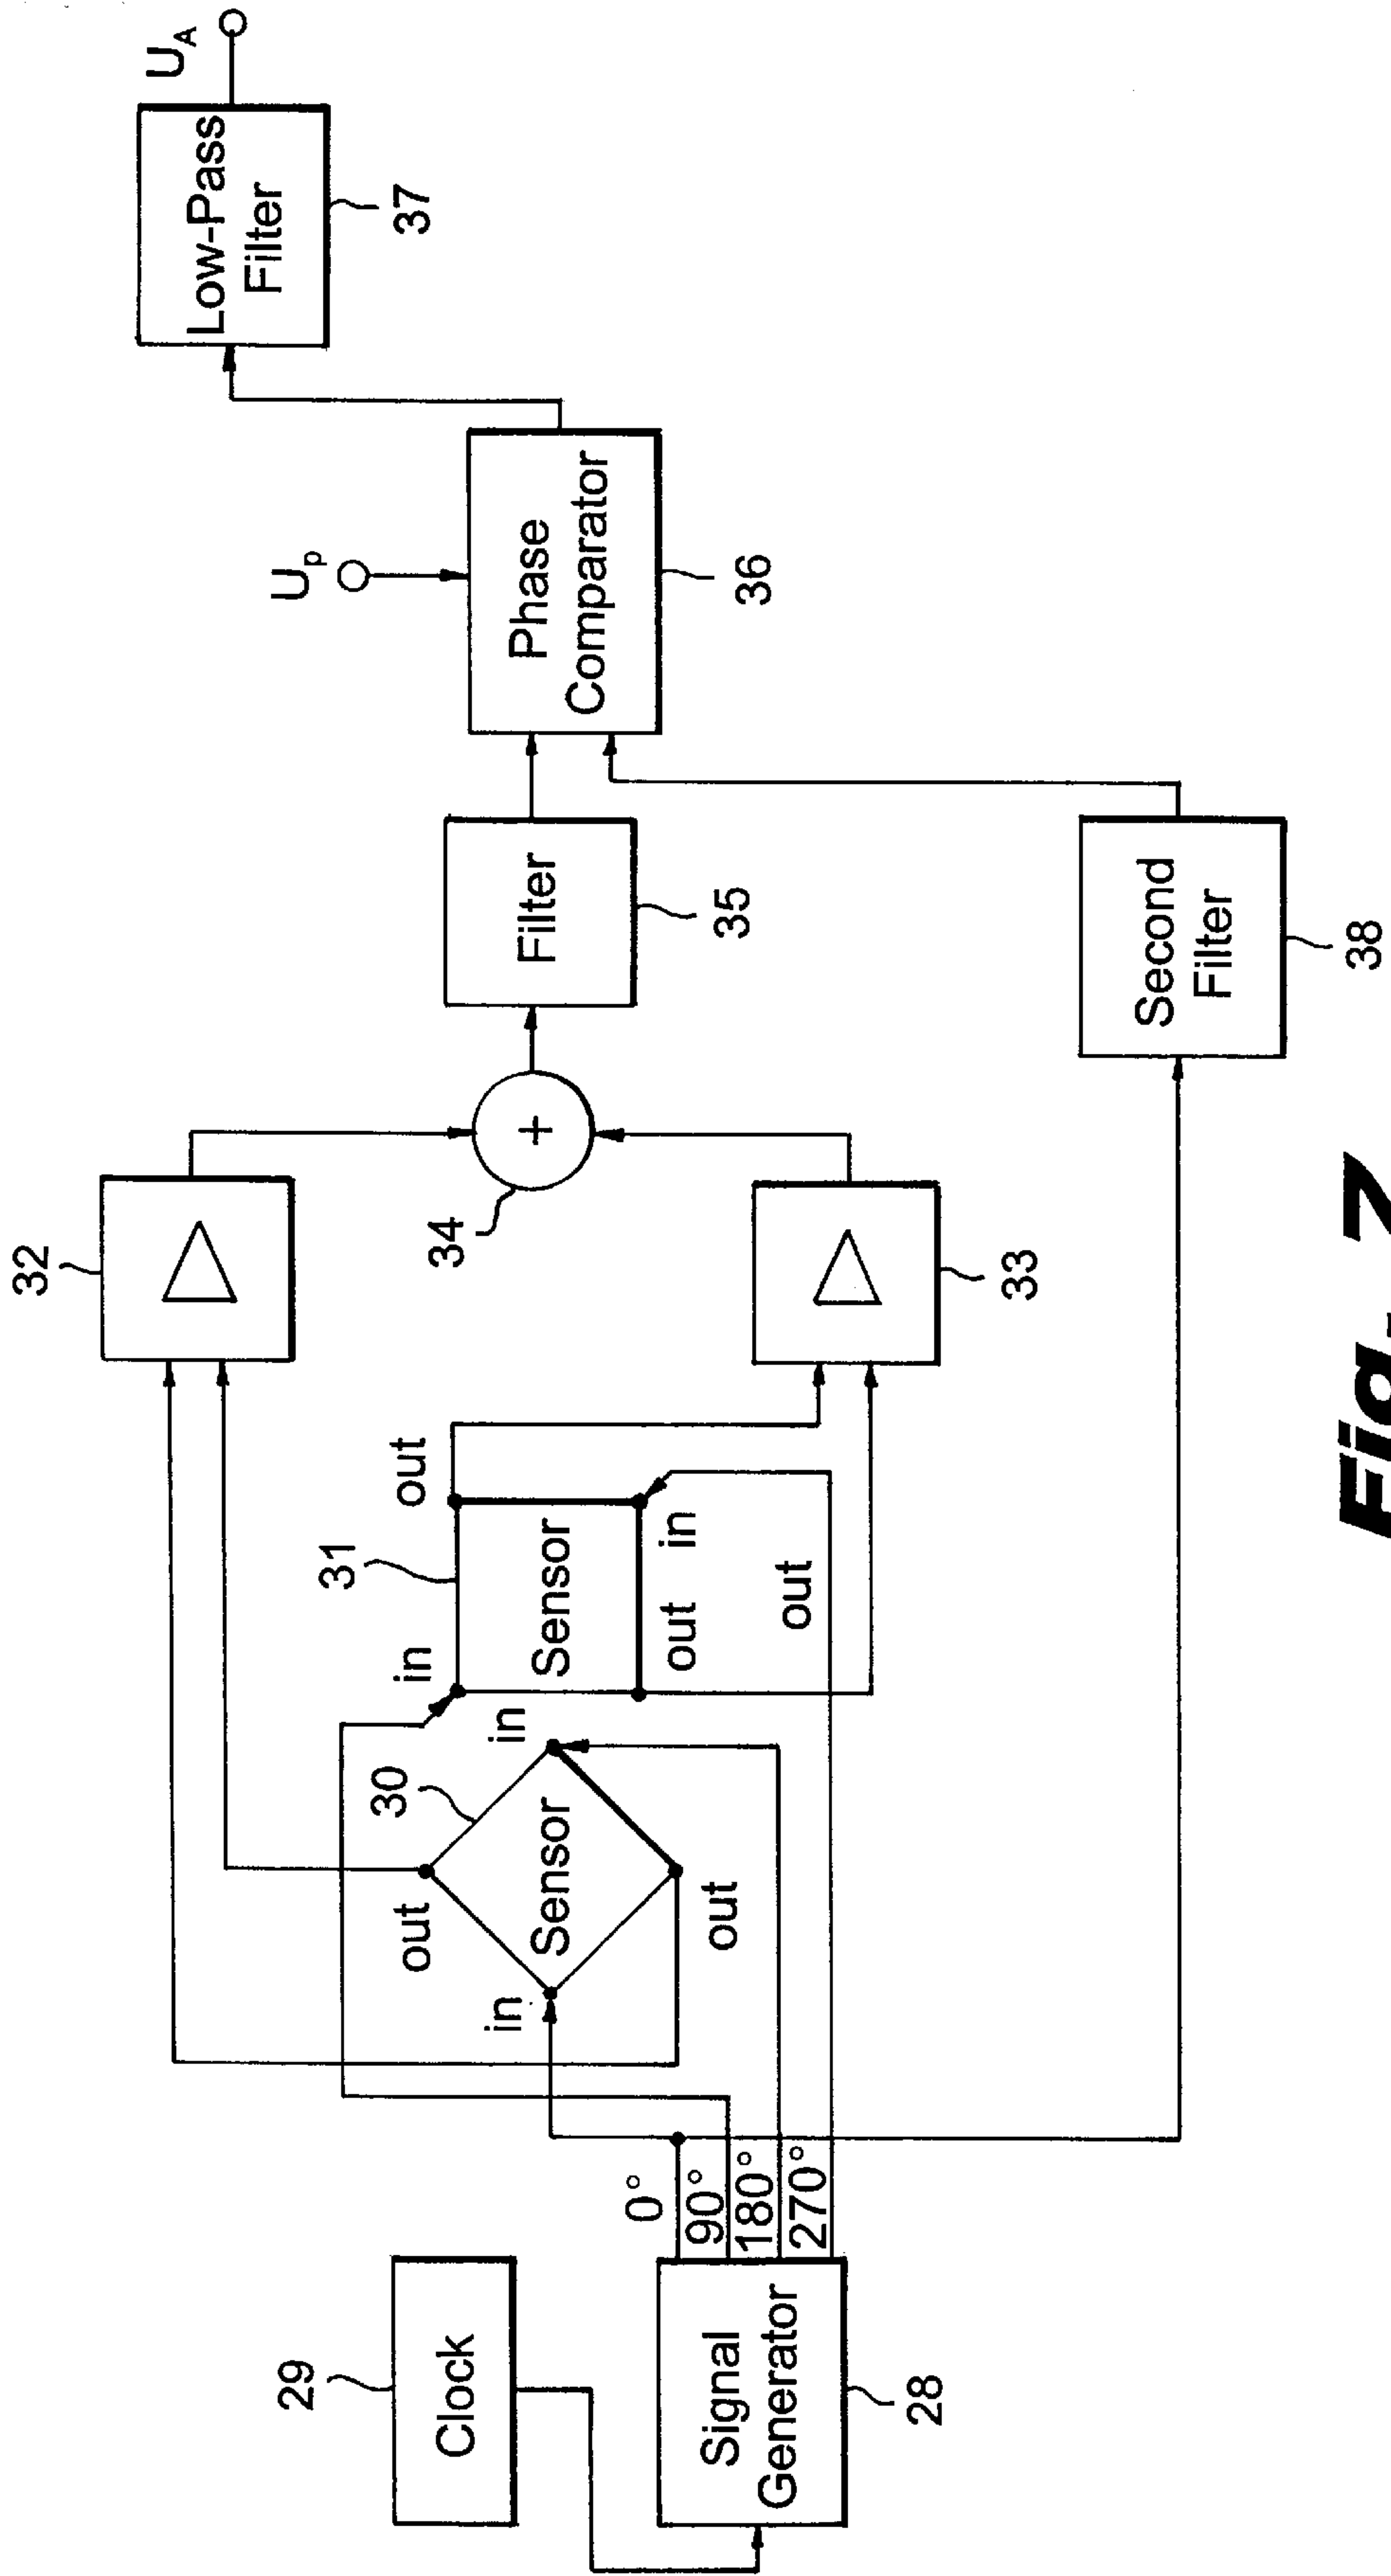 29
Clock
Signal
Generator
28
0°
90°
180°
270°
in
out
30
Sensor
in
out
in
31
out
Sensor
out
in
out
32
33
34
+
Filter
35
Second
Filter
38
U_p
Phase
Comparator
36
Low-Pass
Filter
37
U_A
Fig. 7